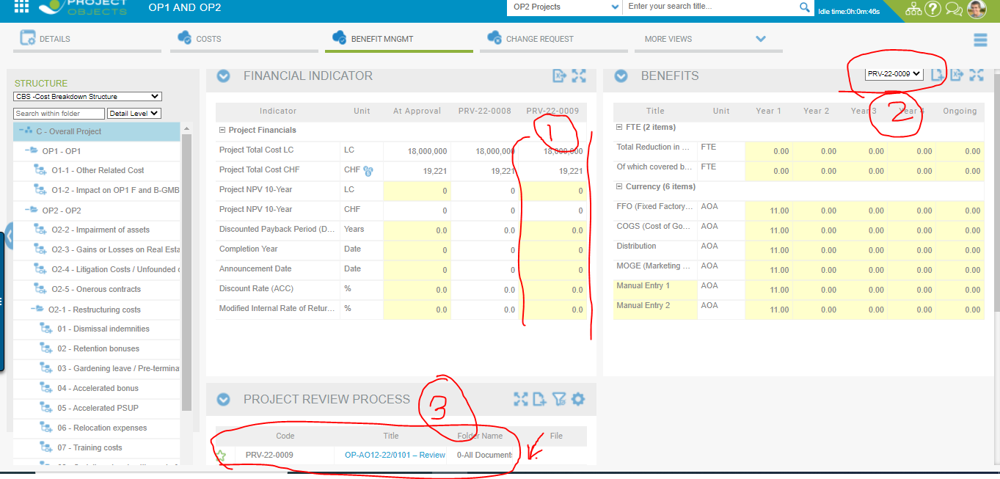 PROJECT
OBJECTS
OP1 AND OP2
OP2 Projects
Enter your search title...
Idle time:0h:0m:46s
DETAILS
COSTS
BENEFIT MNGMT
CHANGE REQUEST
MORE VIEWS
STRUCTURE
CBS -Cost Breakdown Structure
Search within folder
Detail Level
C - Overall Project
OP1 - OP1
O1-1 - Other Related Cost
O1-2 - Impact on OP1 F and B-GMB
OP2 - OP2
O2-2 - Impairment of assets
O2-3 - Gains or Losses on Real Esta
O2-4 - Litigation Costs / Unfounded
O2-5 - Onerous contracts
O2-1 - Restructuring costs
01 - Dismissal indemnities
02 - Retention bonuses
03 - Gardening leave / Pre-termina
04 - Accelerated bonus
05 - Accelerated PSUP
06 - Relocation expenses
07 - Training costs
FINANCIAL INDICATOR
Indicator Unit At Approval PRV-22-0008 PRV-22-0009
1
Project Financials
Project Total Cost LC LC 18,000,000 18,000,000 18,000,000
Project Total Cost CHF CHF 19,221 19,221 19,221
Project NPV 10-Year LC 0 0 0
Project NPV 10-Year CHF 0 0 0
Discounted Payback Period (D... Years 0.0 0.0 0.0
Completion Year Date 0 0 0
Announcement Date Date 0 0 0
Discount Rate (ACC) % 0.0 0.0 0.0
Modified Internal Rate of Retur... % 0.0 0.0 0.0
BENEFITS
PRV-22-0009
2
Title Unit Year 1 Year 2 Year 3 Year 4 Ongoing
FTE (2 items)
Total Reduction in ... FTE 0.00 0.00 0.00 0.00 0.00
Of which covered b... FTE 0.00 0.00 0.00 0.00 0.00
Currency (6 items)
FFO (Fixed Factory... AOA 11.00 0.00 0.00 0.00 0.00
COGS (Cost of Go... AOA 11.00 0.00 0.00 0.00 0.00
Distribution AOA 11.00 0.00 0.00 0.00 0.00
MOGE (Marketing ... AOA 11.00 0.00 0.00 0.00 0.00
Manual Entry 1 AOA 11.00 0.00 0.00 0.00 0.00
Manual Entry 2 AOA 11.00 0.00 0.00 0.00 0.00
PROJECT REVIEW PROCESS
3
Code Title Folder Name File
PRV-22-0009 OP-AO12-22/0101 – Review 0-All Documents